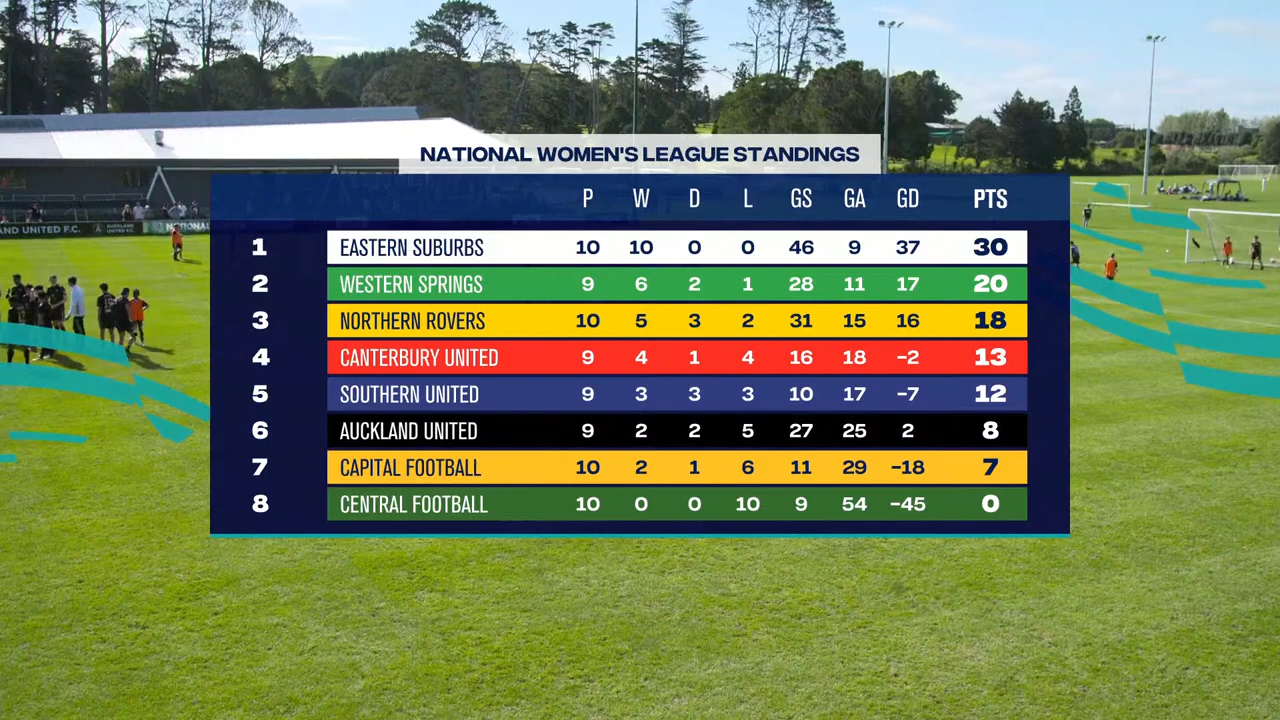 NATIONAL WOMEN'S LEAGUE STANDINGS
P W D L GS GA GD PTS
1 EASTERN SUBURBS 10 10 0 0 46 9 37 30
2 WESTERN SPRINGS 9 6 2 1 28 11 17 20
3 NORTHERN ROVERS 10 5 3 2 31 15 16 18
4 CANTERBURY UNITED 9 4 1 4 16 18 -2 13
5 SOUTHERN UNITED 9 3 3 3 10 17 -7 12
6 AUCKLAND UNITED 9 2 2 5 27 25 2 8
7 CAPITAL FOOTBALL 10 2 1 6 11 29 -18 7
8 CENTRAL FOOTBALL 10 0 0 10 9 54 -45 0
AND UNITED F.C.
AUCKLAND
UNITED F.C.
NATIONAL